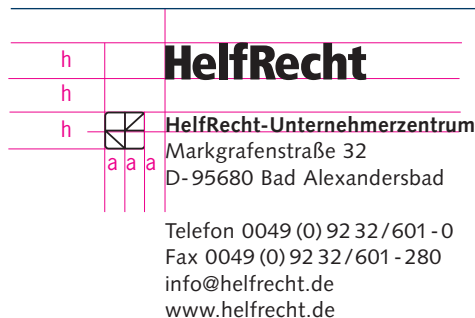 h
HelfRecht
h
h
HelfRecht-Unternehmerzentrum
a a a
Markgrafenstraße 32
D-95680 Bad Alexandersbad
Telefon 0049 (0) 92 32/601-0
Fax 0049 (0) 92 32/601-280
info@helfrecht.de
www.helfrecht.de